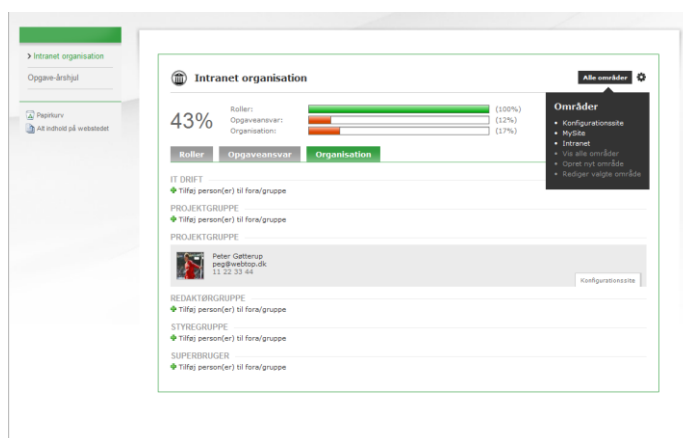 Intranet organisation
Opgave-årshjul
Papirkurv
Alt indhold på webstedet
Intranet organisation
Alle områder
43%
Roller: (100%)
Opgaveansvar: (12%)
Organisation: (17%)
Områder
• Konfigurationssite
• MySite
• Intranet
• Vis alle områder
• Opret nyt område
• Rediger valgte område
Roller Opgaveansvar Organisation
IT DRIFT
Tilføj person(er) til fora/gruppe
PROJEKTGRUPPE
Tilføj person(er) til fora/gruppe
PROJEKTGRUPPE
Peter Gøtterup
peg@webtop.dk
11 22 33 44
Konfigurationssite
REDAKTØRGRUPPE
Tilføj person(er) til fora/gruppe
STYREGRUPPE
Tilføj person(er) til fora/gruppe
SUPERBRUGER
Tilføj person(er) til fora/gruppe